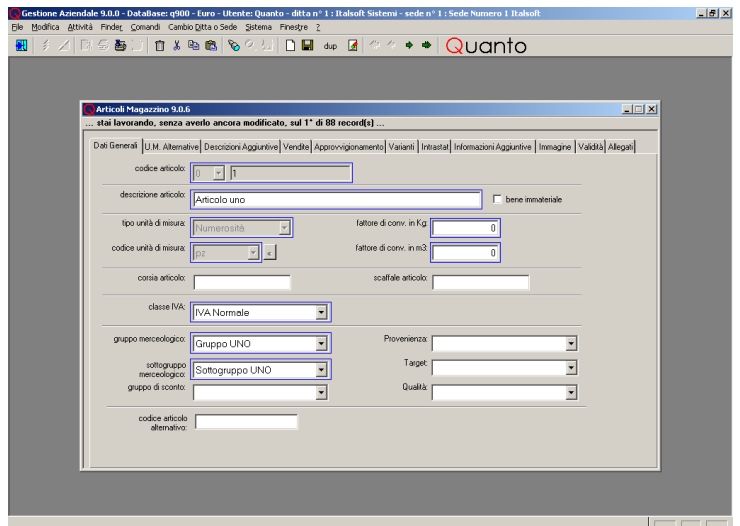 Gestione Aziendale 9.0.0 - DataBase: q900 - Euro - Utente: Quanto - ditta n° 1 : Italsoft Sistemi - sede n° 1 : Sede Numero 1 Italsoft
File Modifica Attività Finder Comandi Cambio Ditta o Sede Sistema Finestre ?
dup Quanto
Articoli Magazzino 9.0.6
... stai lavorando, senza averlo ancora modificato, sul 1° di 88 record(s) ...
Dati Generali U.M. Alternative Descrizioni Aggiuntive Vendite Approvvigionamento Varianti Intrastat Informazioni Aggiuntive Immagine Validità Allegati
codice articolo: 0 1
descrizione articolo: Articolo uno bene immateriale
tipo unità di misura: Numerosità fattore di conv. in Kg: 0
codice unità di misura: pz « fattore di conv. in m3: 0
corsia articolo: scaffale articolo:
classe IVA: IVA Normale
gruppo merceologico: Gruppo UNO Provenienza:
sottogruppo
merceologico: Sottogruppo UNO Target:
gruppo di sconto: Qualità:
codice articolo
alternativo: